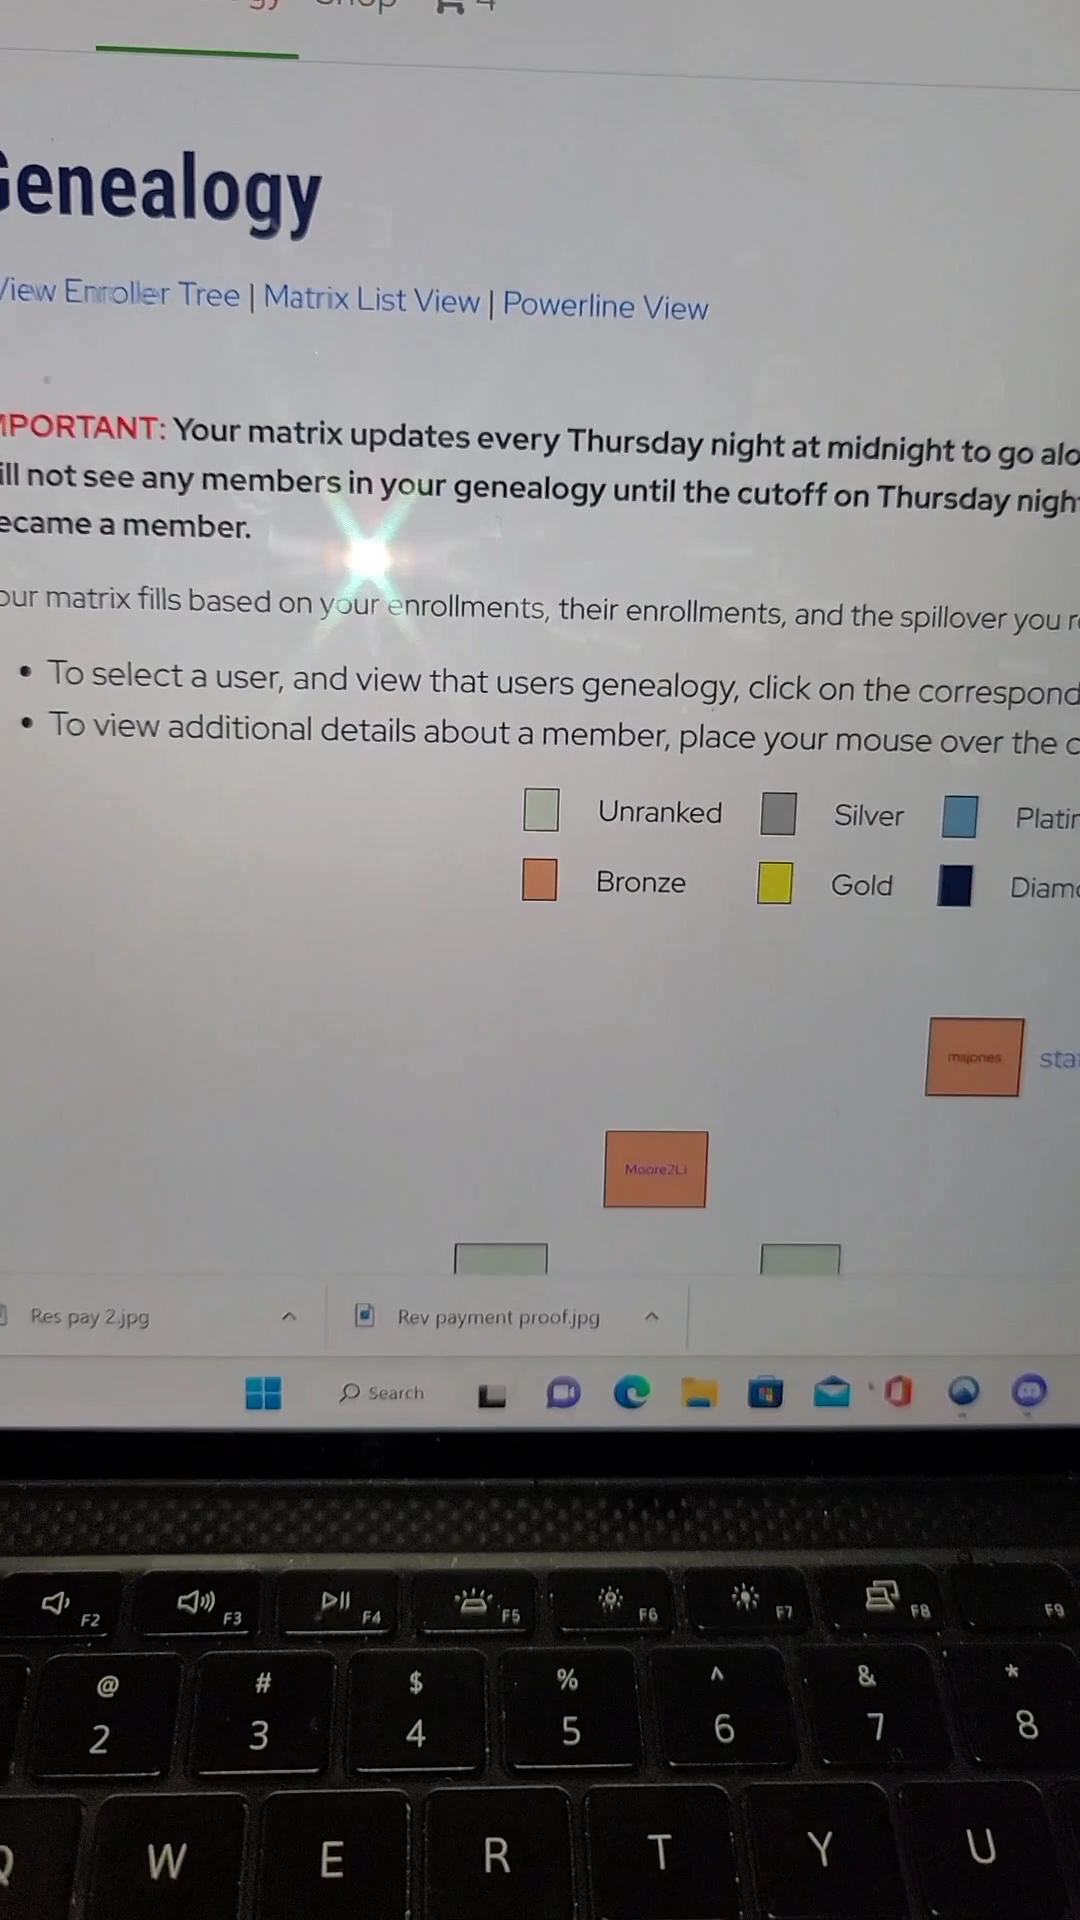 Genealogy
View Enroller Tree | Matrix List View | Powerline View
IMPORTANT: Your matrix updates every Thursday night at midnight to go alo
ill not see any members in your genealogy until the cutoff on Thursday nigh
ecame a member.
our matrix fills based on your enrollments, their enrollments, and the spillover you r
• To select a user, and view that users genealogy, click on the correspond
• To view additional details about a member, place your mouse over the c
Unranked Silver Platin
Bronze Gold Diamo
msjones sta
Moore2Li
Res pay 2.jpg Rev payment proof.jpg
Search
F2 F3 F4 F5 F6 F7 F8 F9
@ # $ % ^ & *
2 3 4 5 6 7 8
Q W E R T Y U